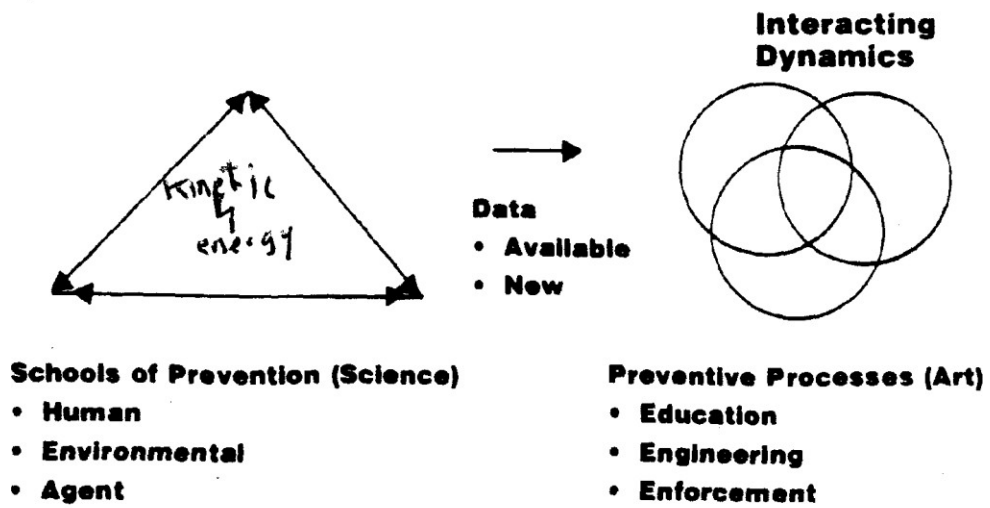 Interacting
Dynamics
Kinetic
energy
Data
• Available
• New
Schools of Prevention (Science)
• Human
• Environmental
• Agent
Preventive Processes (Art)
• Education
• Engineering
• Enforcement